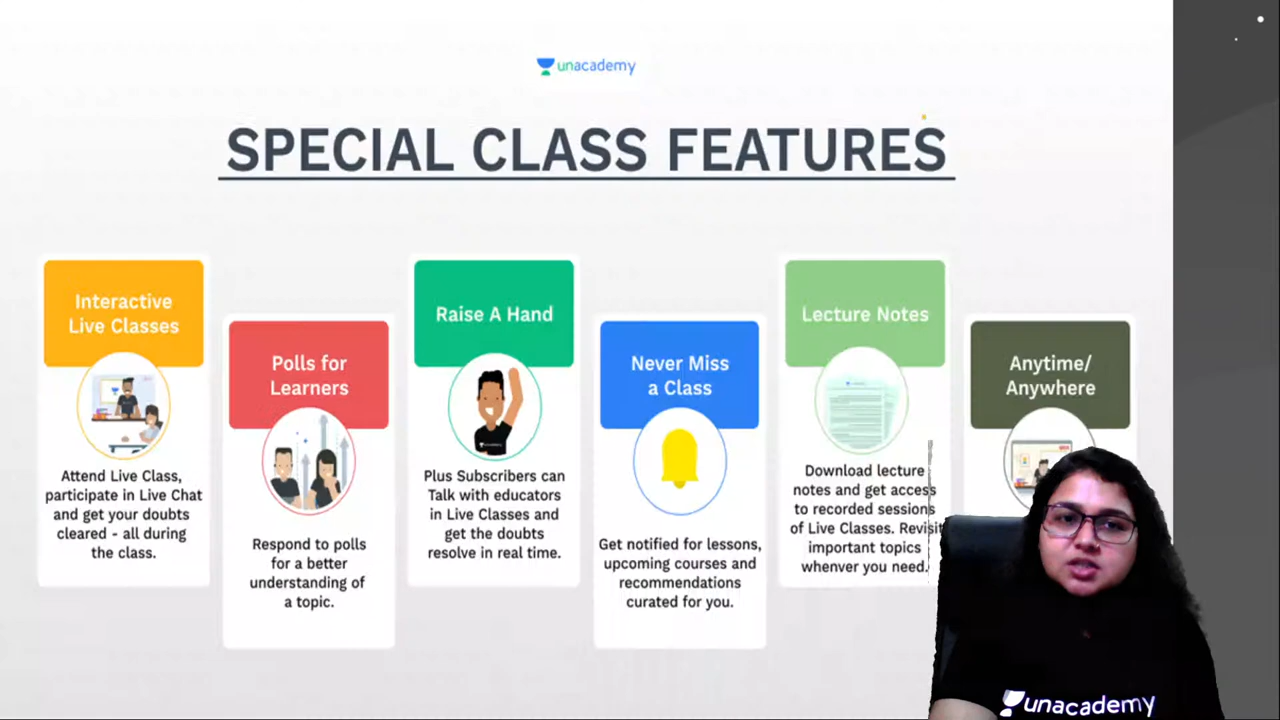 unacademy
SPECIAL CLASS FEATURES
Interactive
Live Classes
Attend Live Class,
participate in Live Chat
and get your doubts
cleared - all during
the class.
Polls for
Learners
Respond to polls
for a better
understanding of
a topic.
Raise A Hand
Plus Subscribers can
Talk with educators
in Live Classes and
get the doubts
resolve in real time.
Never Miss
a Class
Get notified for lessons,
upcoming courses and
recommendations
curated for you.
Lecture Notes
Download lecture
notes and get access
to recorded sessions
of Live Classes. Revisit
important topics
whenver you need.
Anytime/
Anywhere
unacademy